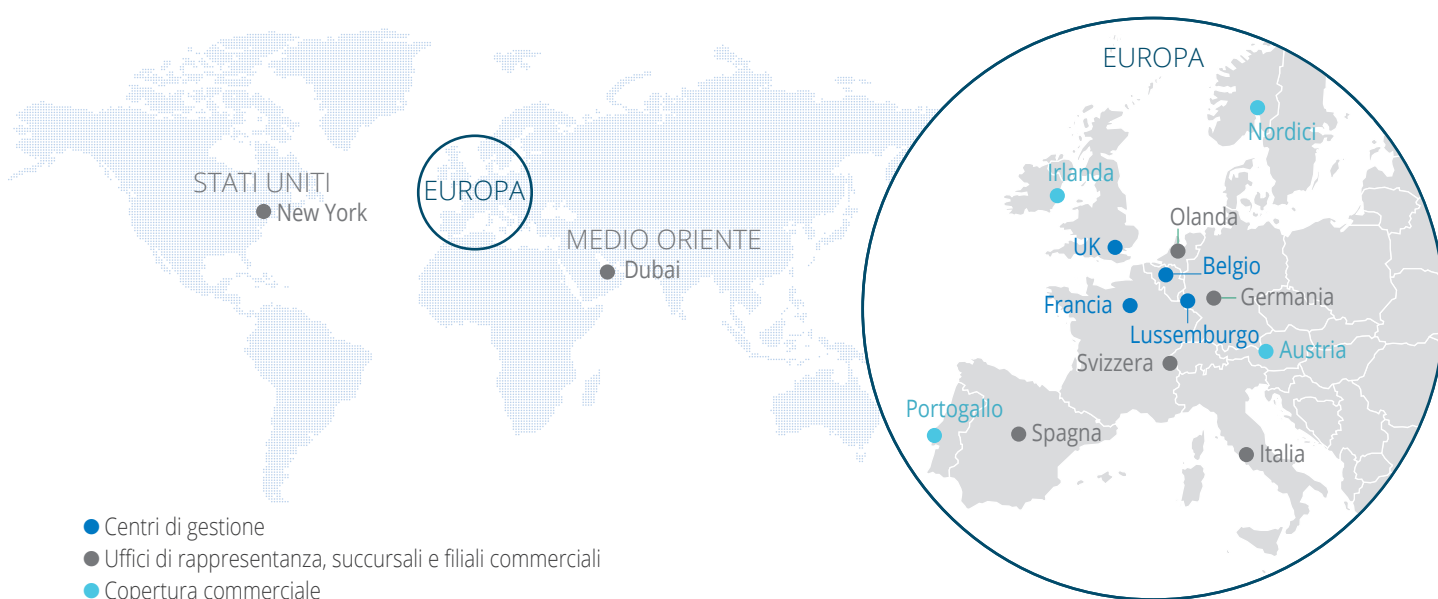 EUROPA
Nordici
Irlanda
STATI UNITI
EUROPA
New York
Olanda
MEDIO ORIENTE
UK
Belgio
Dubai
Francia
Germania
Lussemburgo
Svizzera
Austria
Portogallo
Spagna
Italia
Centri di gestione
Uffici di rappresentanza, succursali e filiali commerciali
Copertura commerciale